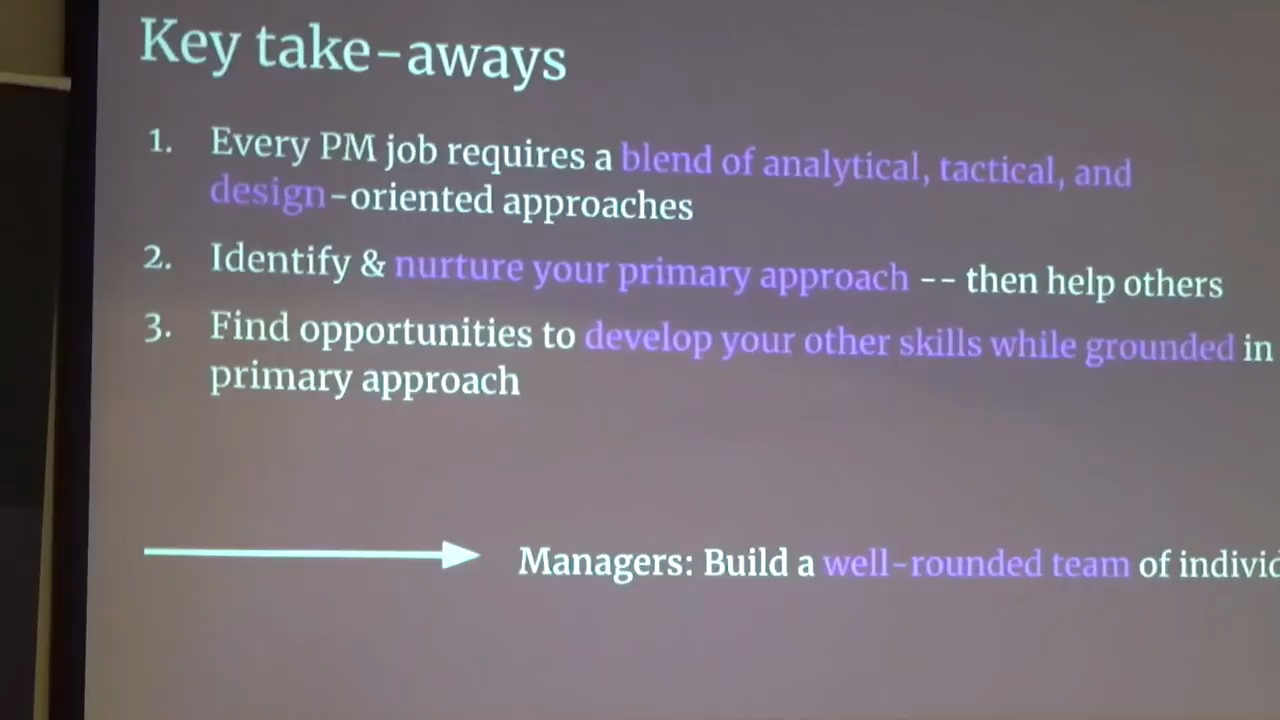 Key take-aways
1. Every PM job requires a blend of analytical, tactical, and
design-oriented approaches
2. Identify & nurture your primary approach -- then help others
3. Find opportunities to develop your other skills while grounded in
primary approach
Managers: Build a well-rounded team of